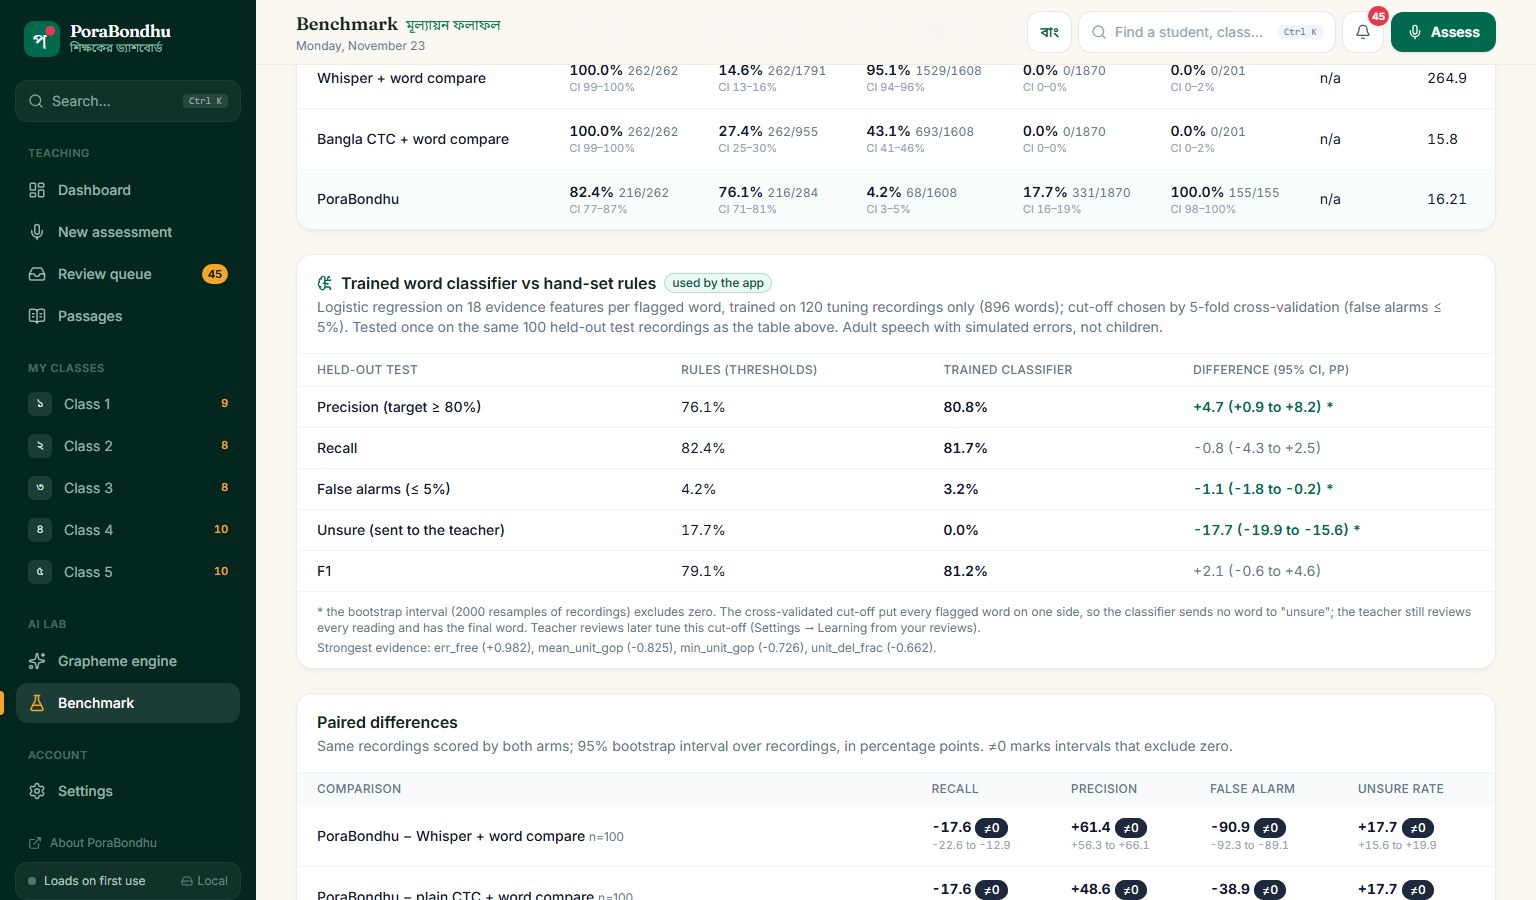 PoraBondhu
শিক্ষকের ড্যাশবোর্ড
Search... Ctrl K
TEACHING
Dashboard
New assessment
Review queue 45
Passages
MY CLASSES
১ Class 1 9
২ Class 2 8
৩ Class 3 8
৪ Class 4 10
৫ Class 5 10
AI LAB
Grapheme engine
Benchmark
ACCOUNT
Settings
About PoraBondhu
Loads on first use Local
Benchmark মূল্যায়ন ফলাফল
Monday, November 23
বাং
Find a student, class... Ctrl K
45
Assess
Whisper + word compare 100.0% 262/262 14.6% 262/1791 95.1% 1529/1608 0.0% 0/1870 0.0% 0/201 n/a 264.9
CI 99–100% CI 13–16% CI 94–96% CI 0–0% CI 0–2%
Bangla CTC + word compare 100.0% 262/262 27.4% 262/955 43.1% 693/1608 0.0% 0/1870 0.0% 0/201 n/a 15.8
CI 99–100% CI 25–30% CI 41–46% CI 0–0% CI 0–2%
PoraBondhu 82.4% 216/262 76.1% 216/284 4.2% 68/1608 17.7% 331/1870 100.0% 155/155 n/a 16.21
CI 77–87% CI 71–81% CI 3–5% CI 16–19% CI 98–100%
Trained word classifier vs hand-set rules used by the app
Logistic regression on 18 evidence features per flagged word, trained on 120 tuning recordings only (896 words); cut-off chosen by 5-fold cross-validation (false alarms ≤
5%). Tested once on the same 100 held-out test recordings as the table above. Adult speech with simulated errors, not children.
HELD-OUT TEST RULES (THRESHOLDS) TRAINED CLASSIFIER DIFFERENCE (95% CI, PP)
Precision (target ≥ 80%) 76.1% 80.8% +4.7 (+0.9 to +8.2) *
Recall 82.4% 81.7% -0.8 (-4.3 to +2.5)
False alarms (≤ 5%) 4.2% 3.2% -1.1 (-1.8 to -0.2) *
Unsure (sent to the teacher) 17.7% 0.0% -17.7 (-19.9 to -15.6) *
F1 79.1% 81.2% +2.1 (-0.6 to +4.6)
* the bootstrap interval (2000 resamples of recordings) excludes zero. The cross-validated cut-off put every flagged word on one side, so the classifier sends no word to "unsure"; the teacher still reviews
every reading and has the final word. Teacher reviews later tune this cut-off (Settings → Learning from your reviews).
Strongest evidence: err_free (+0.982), mean_unit_gop (-0.825), min_unit_gop (-0.726), unit_del_frac (-0.662).
Paired differences
Same recordings scored by both arms; 95% bootstrap interval over recordings, in percentage points. ≠0 marks intervals that exclude zero.
COMPARISON RECALL PRECISION FALSE ALARM UNSURE RATE
PoraBondhu – Whisper + word compare n=100 -17.6 ≠0 +61.4 ≠0 -90.9 ≠0 +17.7 ≠0
-22.6 to -12.9 +56.3 to +66.1 -92.3 to -89.1 +15.6 to +19.9
PoraBondhu – plain CTC + word compare n=100 -17.6 ≠0 +48.6 ≠0 -38.9 ≠0 +17.7 ≠0